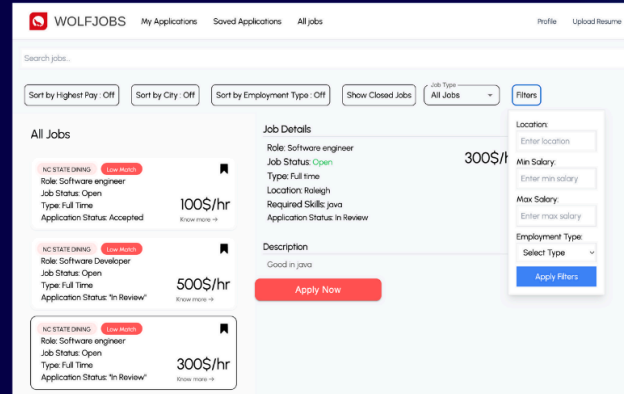 WOLFJOBS My Applications Saved Applications All jobs Profile Upload Resume
Search jobs..
Sort by Highest Pay : Off Sort by City : Off Sort by Employment Type : Off Show Closed Jobs Job Type All Jobs Filters
All Jobs
NC STATE DINING Low Match
Role: Software engineer
Job Status: Open
Type: Full Time
Application Status: Accepted
100$/hr
Know more →
NC STATE DINING Low Match
Role: Software Developer
Job Status: Open
Type: Full Time
Application Status: "In Review"
500$/hr
Know more →
NC STATE DINING Low Match
Role: Software engineer
Job Status: Open
Type: Full Time
Application Status: "In Review"
300$/hr
Know more →
Job Details
Role: Software engineer
Job Status: Open
Type: Full time
Location: Raleigh
Required Skills: java
Application Status: In Review
300$/h
Description
Good in java
Apply Now
Location:
Enter location
Min Salary:
Enter min salary
Max Salary:
Enter max salary
Employment Type:
Select Type
Apply Filters